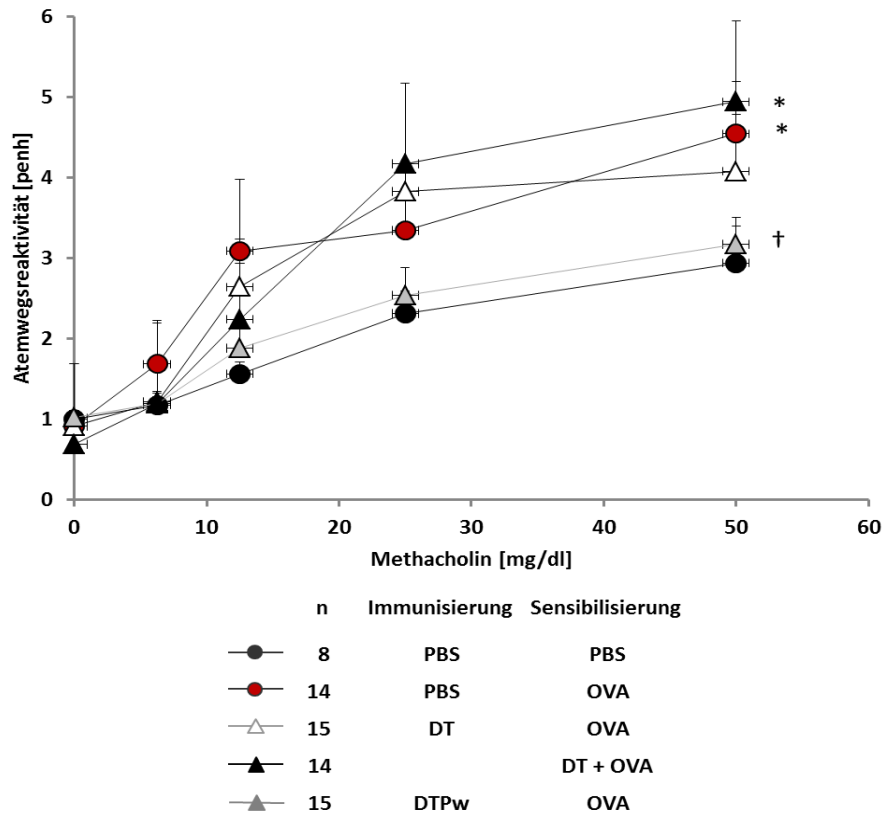 6
5
4
3
2
1
0
Atemwegsreaktivität [penh]
*
*
†
0 10 20 30 40 50 60
Methacholin [mg/dl]
n Immunisierung Sensibilisierung
8 PBS PBS
14 PBS OVA
15 DT OVA
14 DT + OVA
15 DTPw OVA